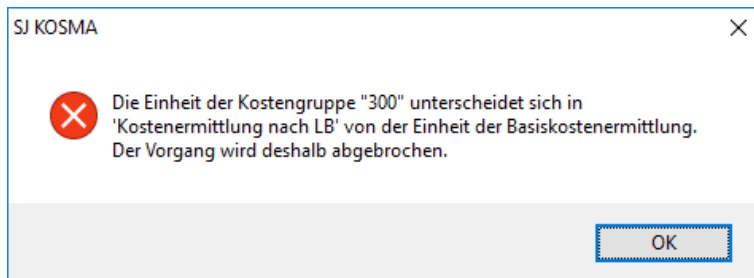 SJ KOSMA
Die Einheit der Kostengruppe "300" unterscheidet sich in
'Kostenermittlung nach LB' von der Einheit der Basiskostenermittlung.
Der Vorgang wird deshalb abgebrochen.
OK